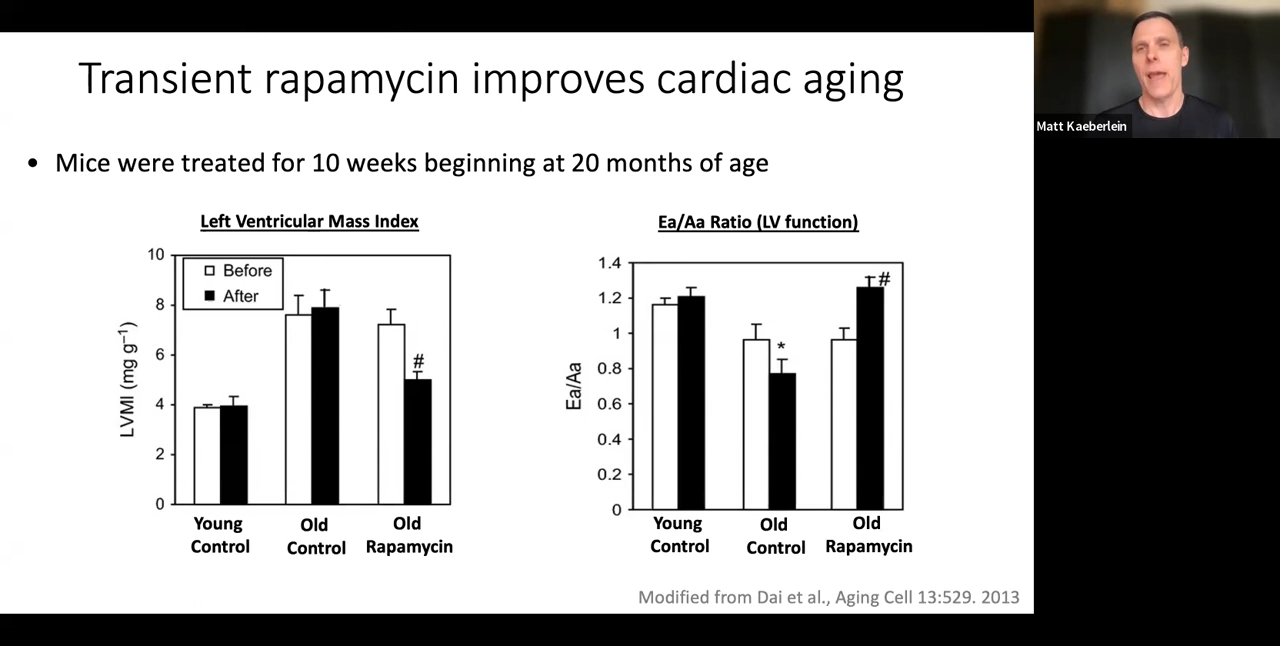 Transient rapamycin improves cardiac aging
Matt Kaeberlein
• Mice were treated for 10 weeks beginning at 20 months of age
Left Ventricular Mass Index
10
8
6
4
2
0
LVMI (mg g⁻¹)
Before
After
#
Young Control
Old Control
Old Rapamycin
Ea/Aa Ratio (LV function)
1.4
1.2
1
0.8
0.6
0.4
0.2
0
Ea/Aa
*
#
Young Control
Old Control
Old Rapamycin
Modified from Dai et al., Aging Cell 13:529. 2013